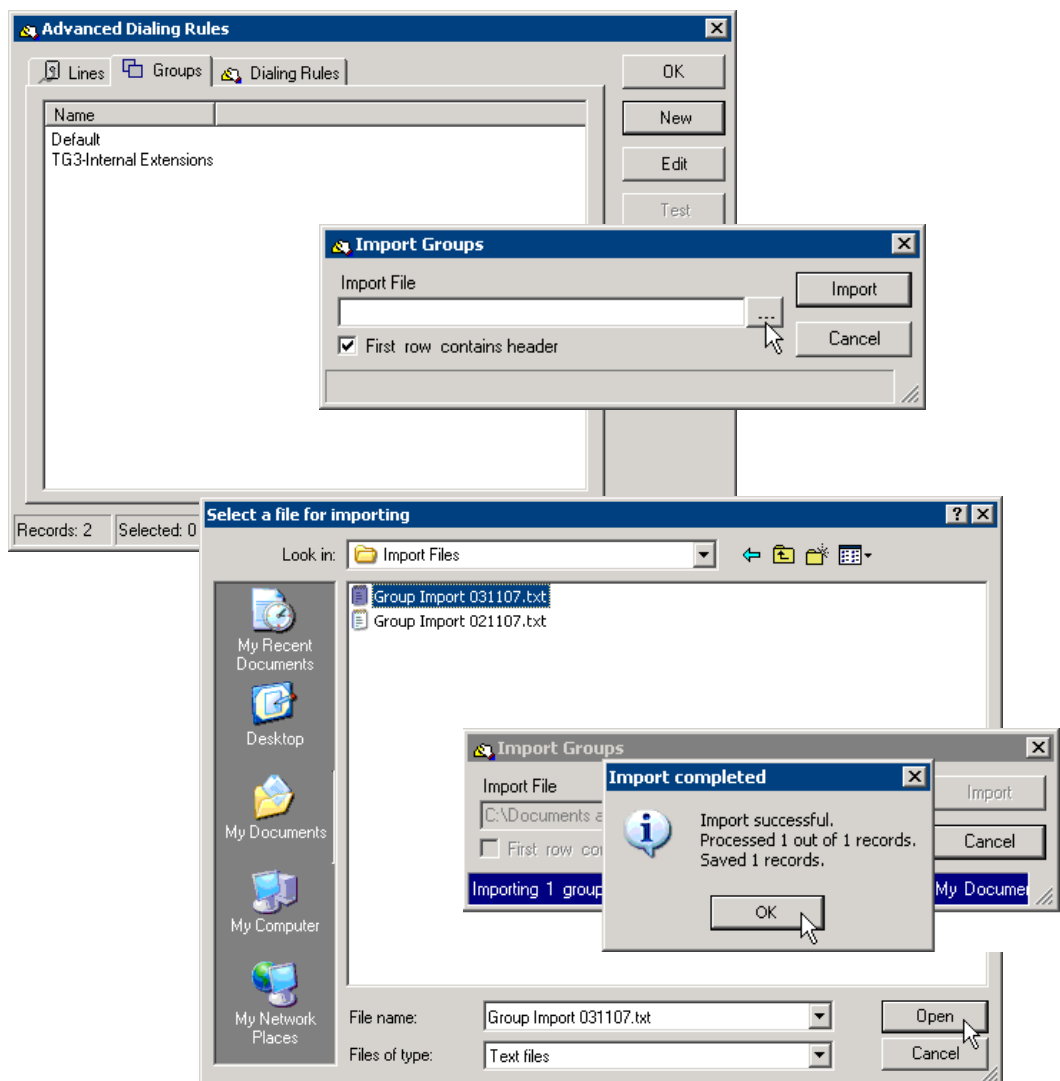 Advanced Dialing Rules
Lines Groups Dialing Rules
OK
Name
New
Default
TG3-Internal Extensions
Edit
Test
Import Groups
Import File
Import
...
First row contains header
Cancel
Records: 2 Selected: 0
Select a file for importing
Look in: Import Files
Group Import 031107.txt
Group Import 021107.txt
My Recent
Documents
Desktop
My Documents
My Computer
My Network
Places
Import Groups
Import File
Import
C:\Documents a
First row con
Cancel
Importing 1 group
My Docume
Import completed
Import successful.
Processed 1 out of 1 records.
Saved 1 records.
OK
File name: Group Import 031107.txt Open
Files of type: Text files Cancel